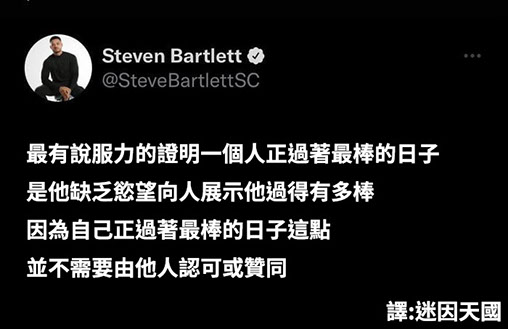 Steven Bartlett
@SteveBartlettSC
最有說服力的證明一個人正過著最棒的日子
是他缺乏慾望向人展示他過得有多棒
因為自己正過著最棒的日子這點
並不需要由他人認可或贊同
譯:迷因天國